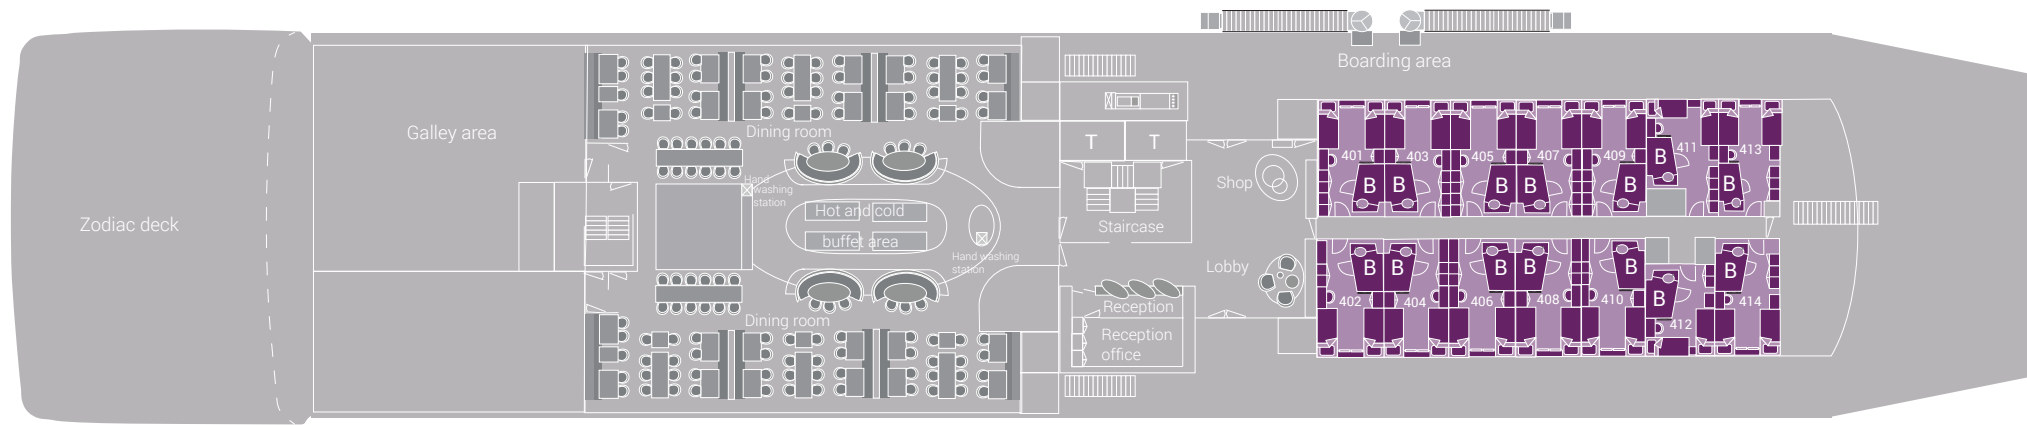 Boarding area
Galley area
Dining room
T
T
401
403
405
407
409
411
413
B
B
B
B
B
B
B
Hand
washing
station
Shop
Zodiac deck
Hot and cold
buffet area
Staircase
Hand washing
station
Lobby
B
B
B
B
B
B
B
402
404
406
408
410
412
414
Reception
Dining room
Reception
office